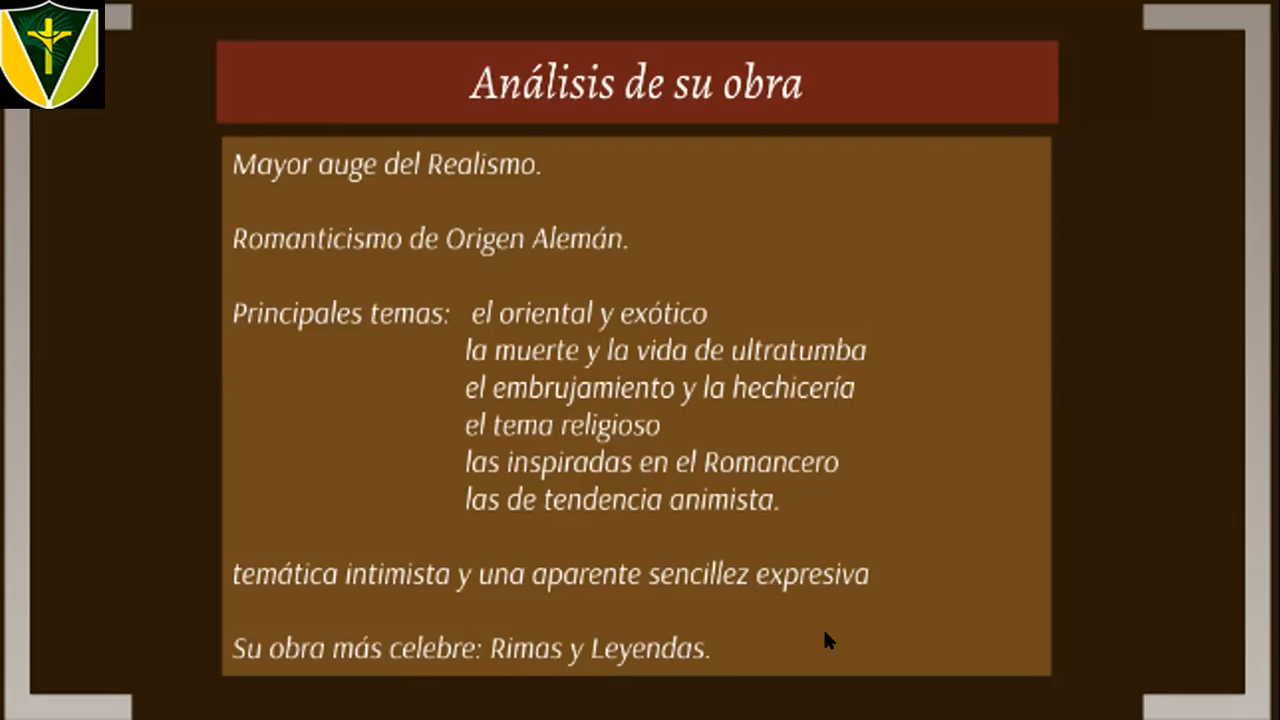 Análisis de su obra
Mayor auge del Realismo.
Romanticismo de Origen Alemán.
Principales temas: el oriental y exótico
la muerte y la vida de ultratumba
el embrujamiento y la hechicería
el tema religioso
las inspiradas en el Romancero
las de tendencia animista.
temática intimista y una aparente sencillez expresiva
Su obra más celebre: Rimas y Leyendas.